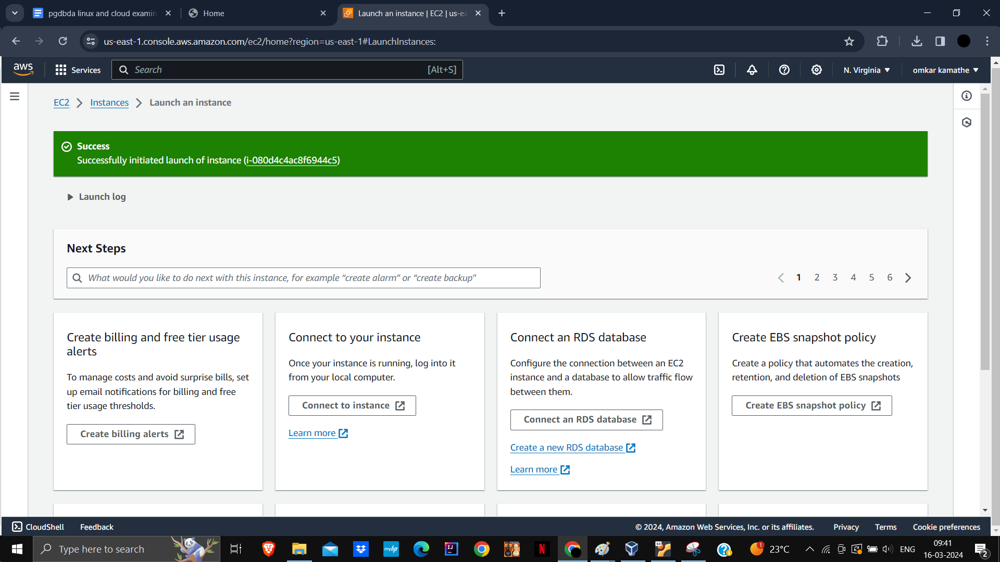 pgdbda linux and cloud examin
Home
Launch an instance | EC2 | us-ea
us-east-1.console.aws.amazon.com/ec2/home?region=us-east-1#LaunchInstances:
aws
Services
Search
[Alt+S]
N. Virginia
omkar kamathe
EC2
Instances
Launch an instance
Success
Successfully initiated launch of instance (i-080d4c4ac8f6944c5)
Launch log
Next Steps
What would you like to do next with this instance, for example “create alarm” or “create backup"
1 2 3 4 5 6
Create billing and free tier usage
alerts
To manage costs and avoid surprise bills, set
up email notifications for billing and free
tier usage thresholds.
Create billing alerts
Connect to your instance
Once your instance is running, log into it
from your local computer.
Connect to instance
Learn more
Connect an RDS database
Configure the connection between an EC2
instance and a database to allow traffic flow
between them.
Connect an RDS database
Create a new RDS database
Learn more
Create EBS snapshot policy
Create a policy that automates the creation,
retention, and deletion of EBS snapshots
Create EBS snapshot policy
CloudShell
Feedback
© 2024, Amazon Web Services, Inc. or its affiliates.
Privacy
Terms
Cookie preferences
Type here to search
myhp
IJ
N
64
1
23°C
ENG
09:41
16-03-2024
2